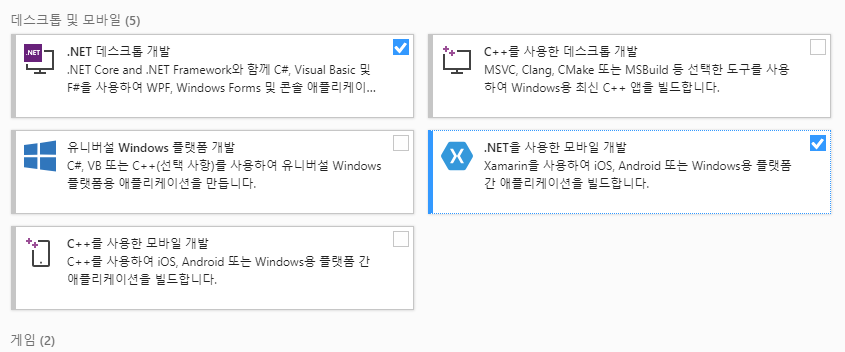 데스크톱 및 모바일 (5)
.NET
.NET 데스크톱 개발
.NET Core and .NET Framework와 함께 C#, Visual Basic 및
F#을 사용하여 WPF, Windows Forms 및 콘솔 애플리케이...
C++를 사용한 데스크톱 개발
MSVC, Clang, CMake 또는 MSBuild 등 선택한 도구를 사용
하여 Windows용 최신 C++ 앱을 빌드합니다.
유니버설 Windows 플랫폼 개발
C#, VB 또는 C++(선택 사항)를 사용하여 유니버설 Windows
플랫폼용 애플리케이션을 만듭니다.
.NET을 사용한 모바일 개발
Xamarin을 사용하여 iOS, Android 또는 Windows용 플랫폼
간 애플리케이션을 빌드합니다.
C++를 사용한 모바일 개발
C++를 사용하여 iOS, Android 또는 Windows용 플랫폼 간
애플리케이션을 빌드합니다.
게임 (2)